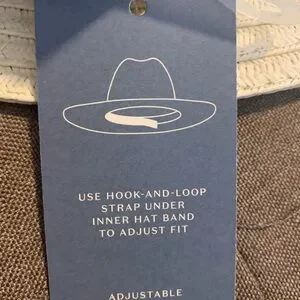 USE HOOK-AND-LOOP
STRAP UNDER
INNER HAT BAND
TO ADJUST FIT
ADJUSTABLE